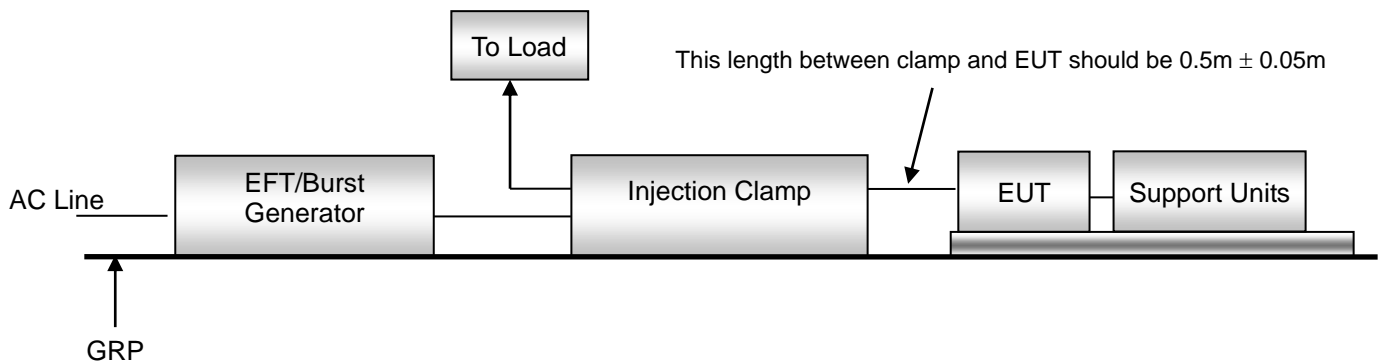 To Load
This length between clamp and EUT should be 0.5m ± 0.05m
AC Line
EFT/Burst
Generator
Injection Clamp
EUT
Support Units
GRP